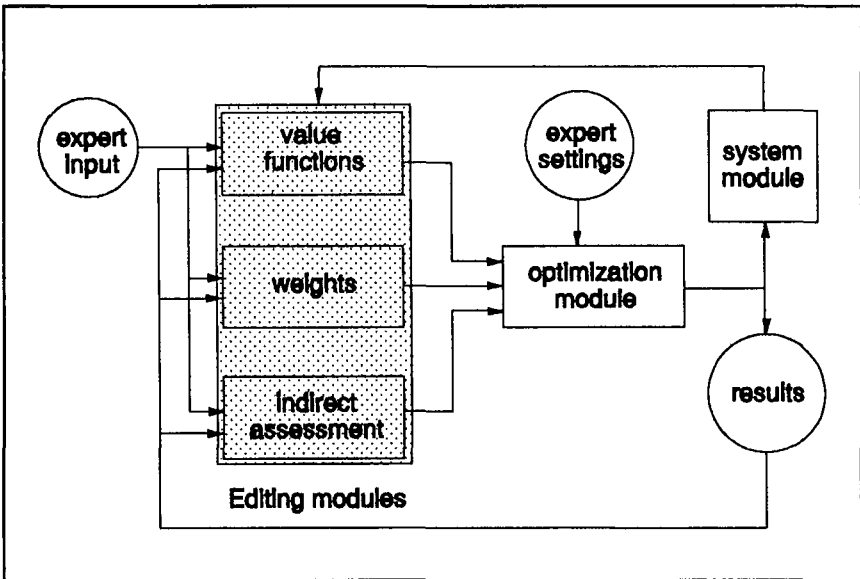 expert
input
value
functions
weights
indirect
assessment
Editing modules
expert
settings
optimization
module
system
module
results